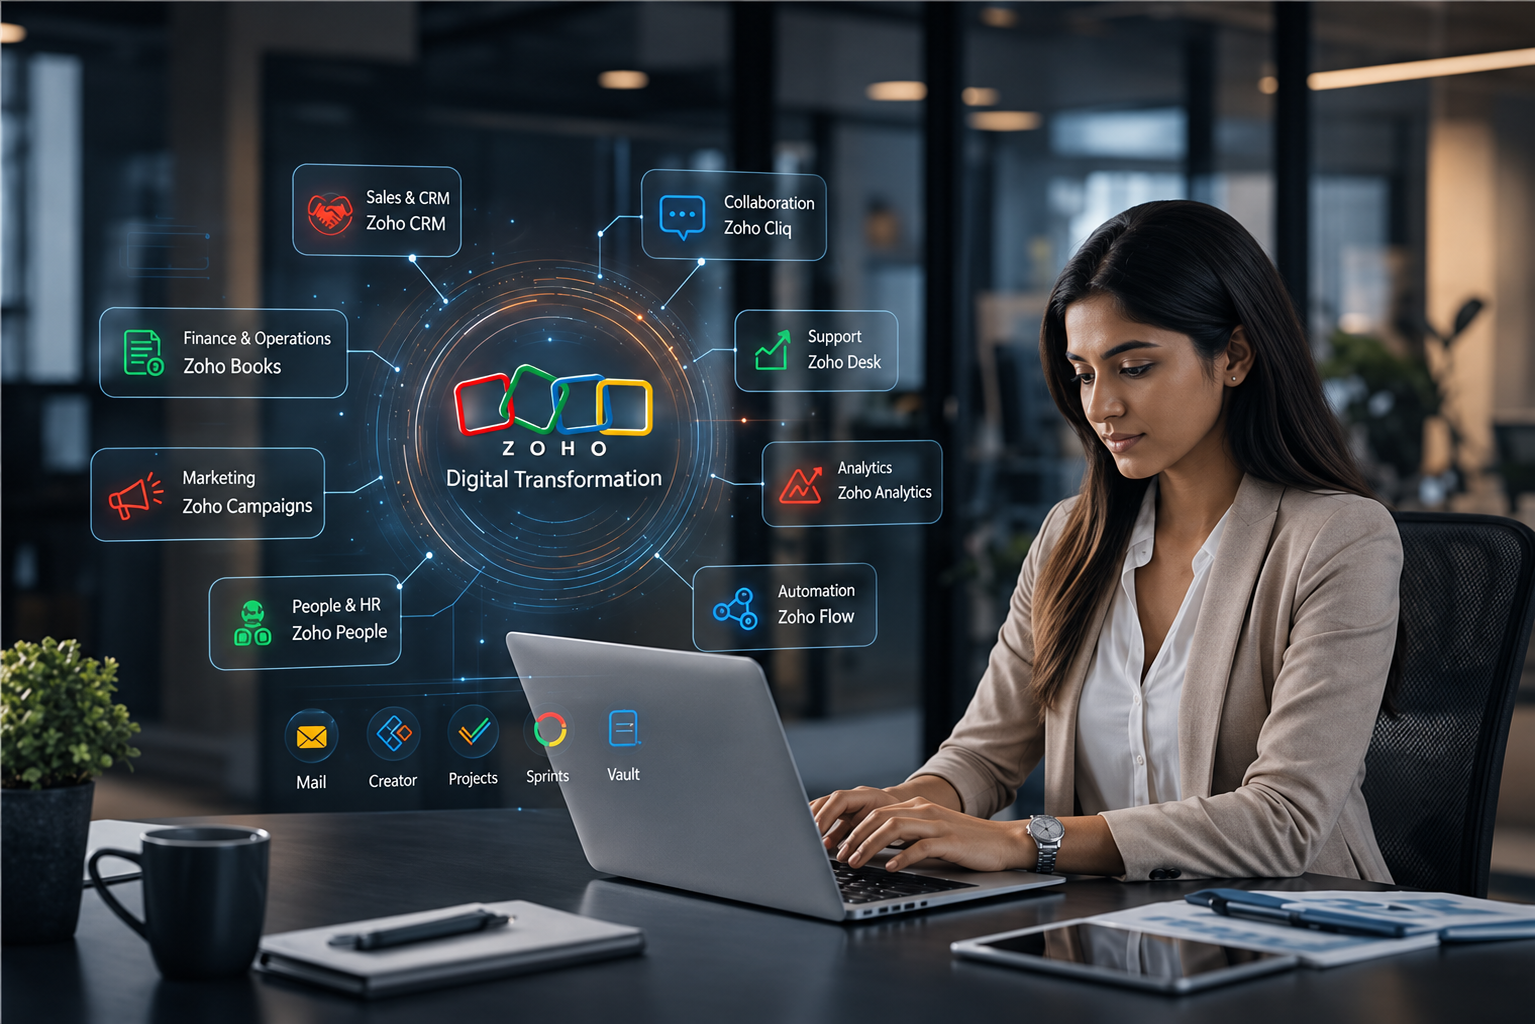 Sales & CRM
Zoho CRM
Collaboration
Zoho Cliq
Finance & Operations
Zoho Books
Support
Zoho Desk
ZOHO
Digital Transformation
Marketing
Zoho Campaigns
Analytics
Zoho Analytics
People & HR
Zoho People
Automation
Zoho Flow
Mail
Creator
Projects
Sprints
Vault